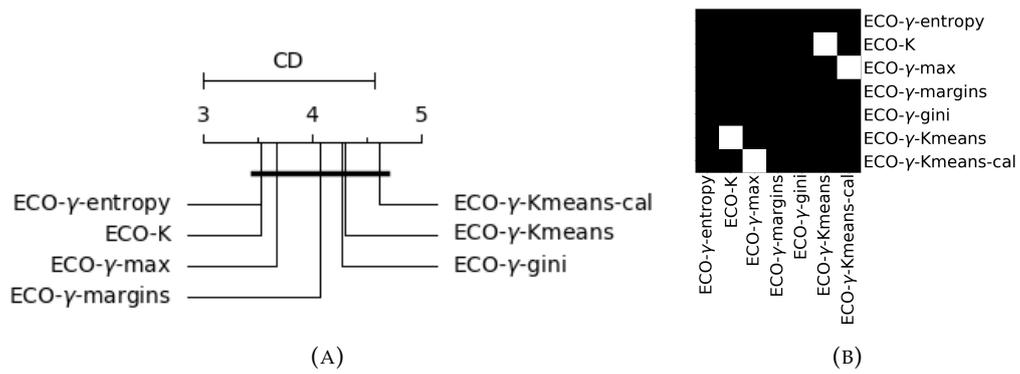 CD
3 4 5
ECO-γ-entropy
ECO-K
ECO-γ-max
ECO-γ-margins
ECO-γ-Kmeans-cal
ECO-γ-Kmeans
ECO-γ-gini
(A)
ECO-γ-entropy
ECO-K
ECO-γ-max
ECO-γ-margins
ECO-γ-gini
ECO-γ-Kmeans
ECO-γ-Kmeans-cal
ECO-γ-entropy
ECO-K
ECO-γ-max
ECO-γ-margins
ECO-γ-gini
ECO-γ-Kmeans
ECO-γ-Kmeans-cal
(B)